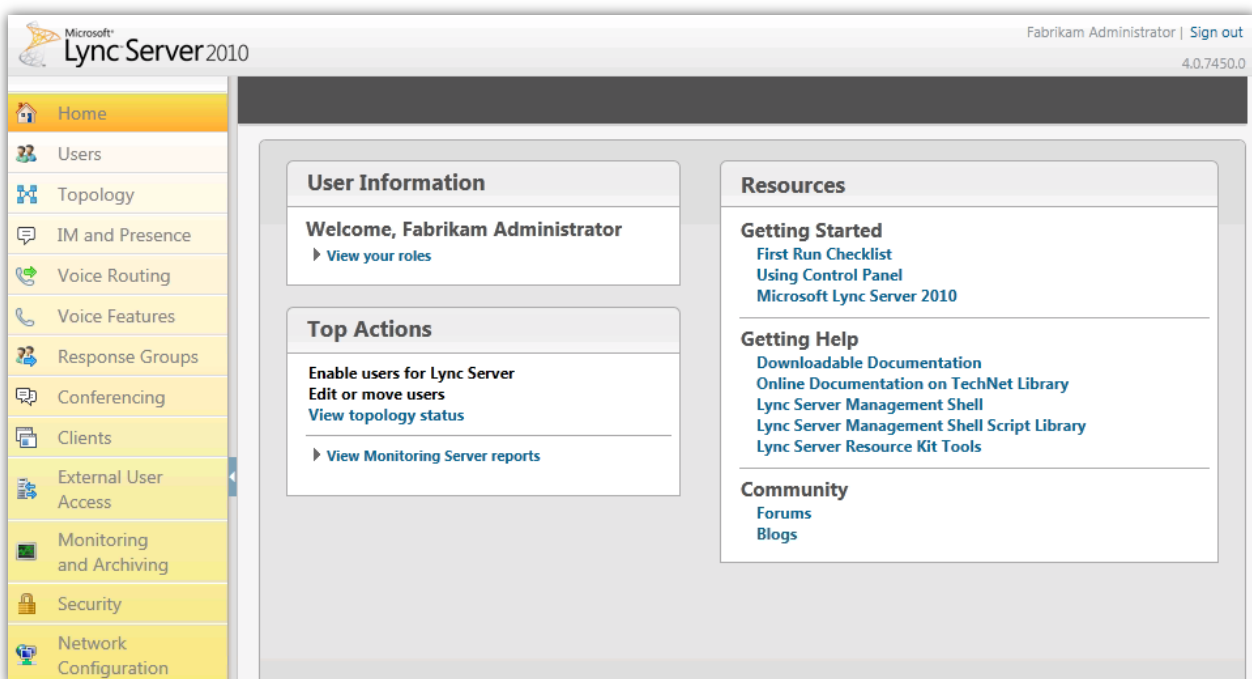 Microsoft®
Lync Server 2010
Fabrikam Administrator | Sign out
4.0.7450.0
Home
Users
Topology
IM and Presence
Voice Routing
Voice Features
Response Groups
Conferencing
Clients
External User
Access
Monitoring
and Archiving
Security
Network
Configuration
User Information
Welcome, Fabrikam Administrator
View your roles
Top Actions
Enable users for Lync Server
Edit or move users
View topology status
View Monitoring Server reports
Resources
Getting Started
First Run Checklist
Using Control Panel
Microsoft Lync Server 2010
Getting Help
Downloadable Documentation
Online Documentation on TechNet Library
Lync Server Management Shell
Lync Server Management Shell Script Library
Lync Server Resource Kit Tools
Community
Forums
Blogs